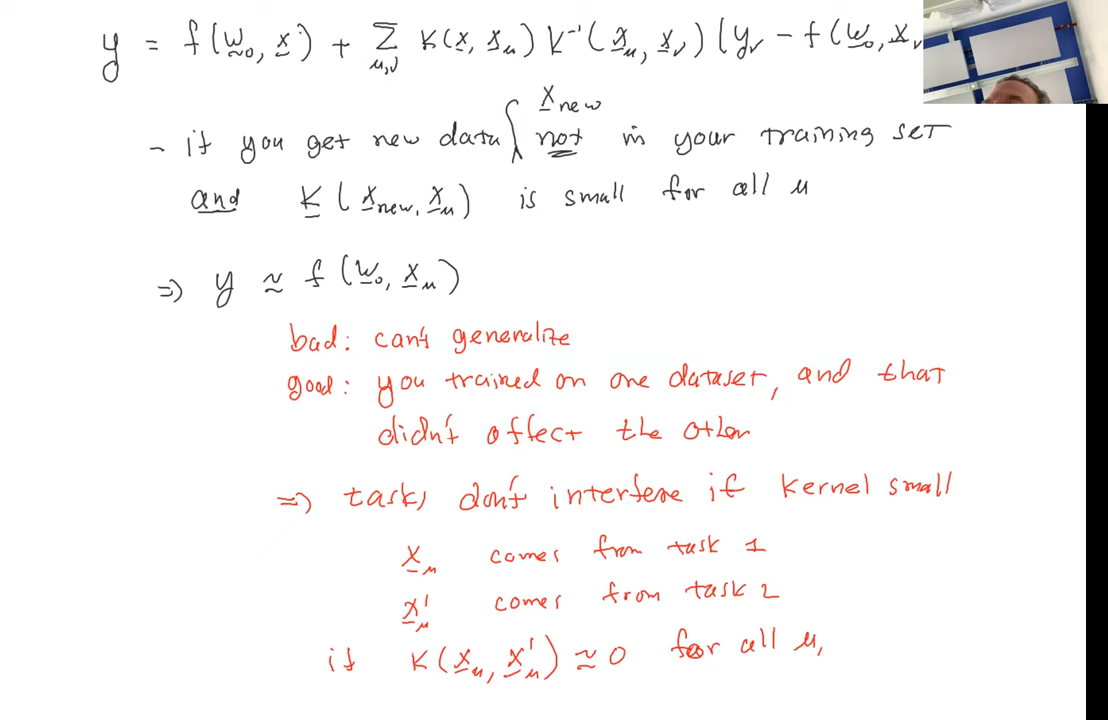 y = f(w₀, x) + Σ_{μ,ν} K(x, x_μ) K⁻¹(x_μ, x_ν) (y_ν - f(w₀, x_ν
x_new
- if you get new data not in your training set
and K(x_new, x_μ) is small for all μ
⇒ y ≈ f(w₀, x_μ)
bad: can't generalize
good: you trained on one dataset, and that
didn't affect the other
⇒ tasks don't interfere if kernel small
x_μ comes from task 1
x'_μ comes from task 2
if K(x_μ, x'_μ) ≈ 0 for all μ,